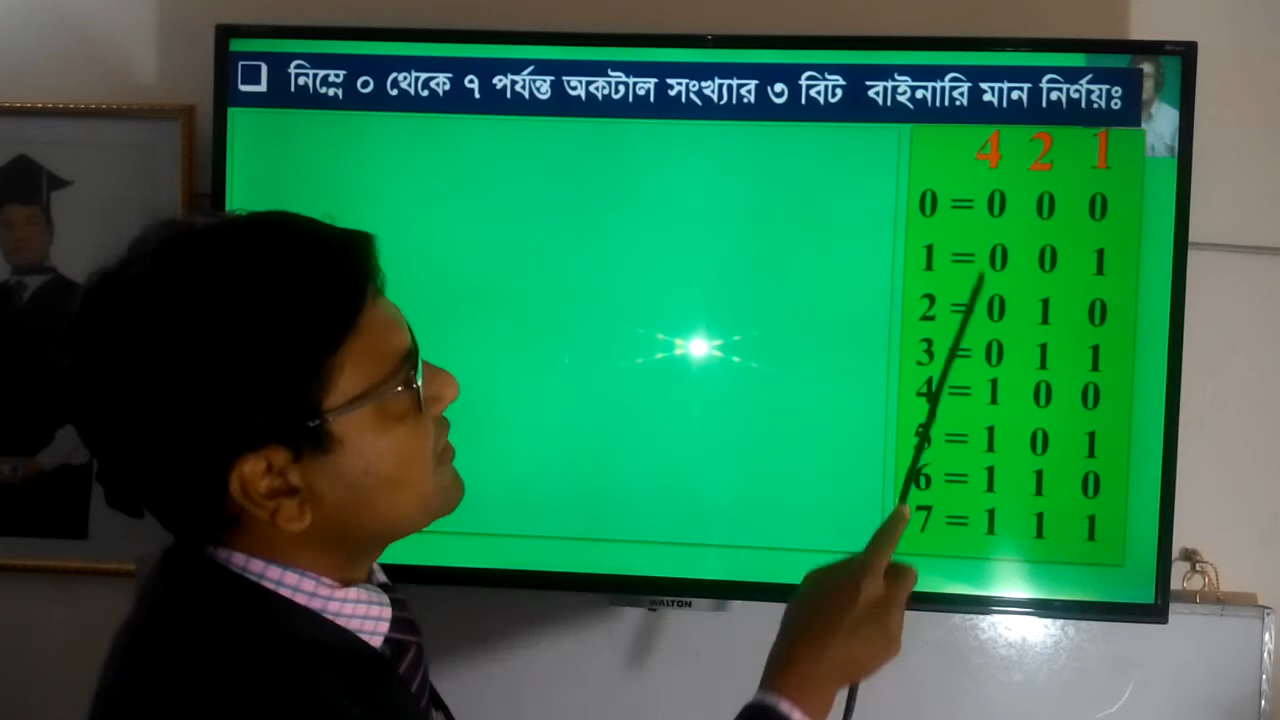 ❑ নিম্নে ০ থেকে ৭ পর্যন্ত অকটাল সংখ্যার ৩ বিট বাইনারি মান নির্ণয়ঃ
4 2 1
0 = 0 0 0
1 = 0 0 1
2 = 0 1 0
3 = 0 1 1
4 = 1 0 0
5 = 1 0 1
6 = 1 1 0
7 = 1 1 1
WALTON